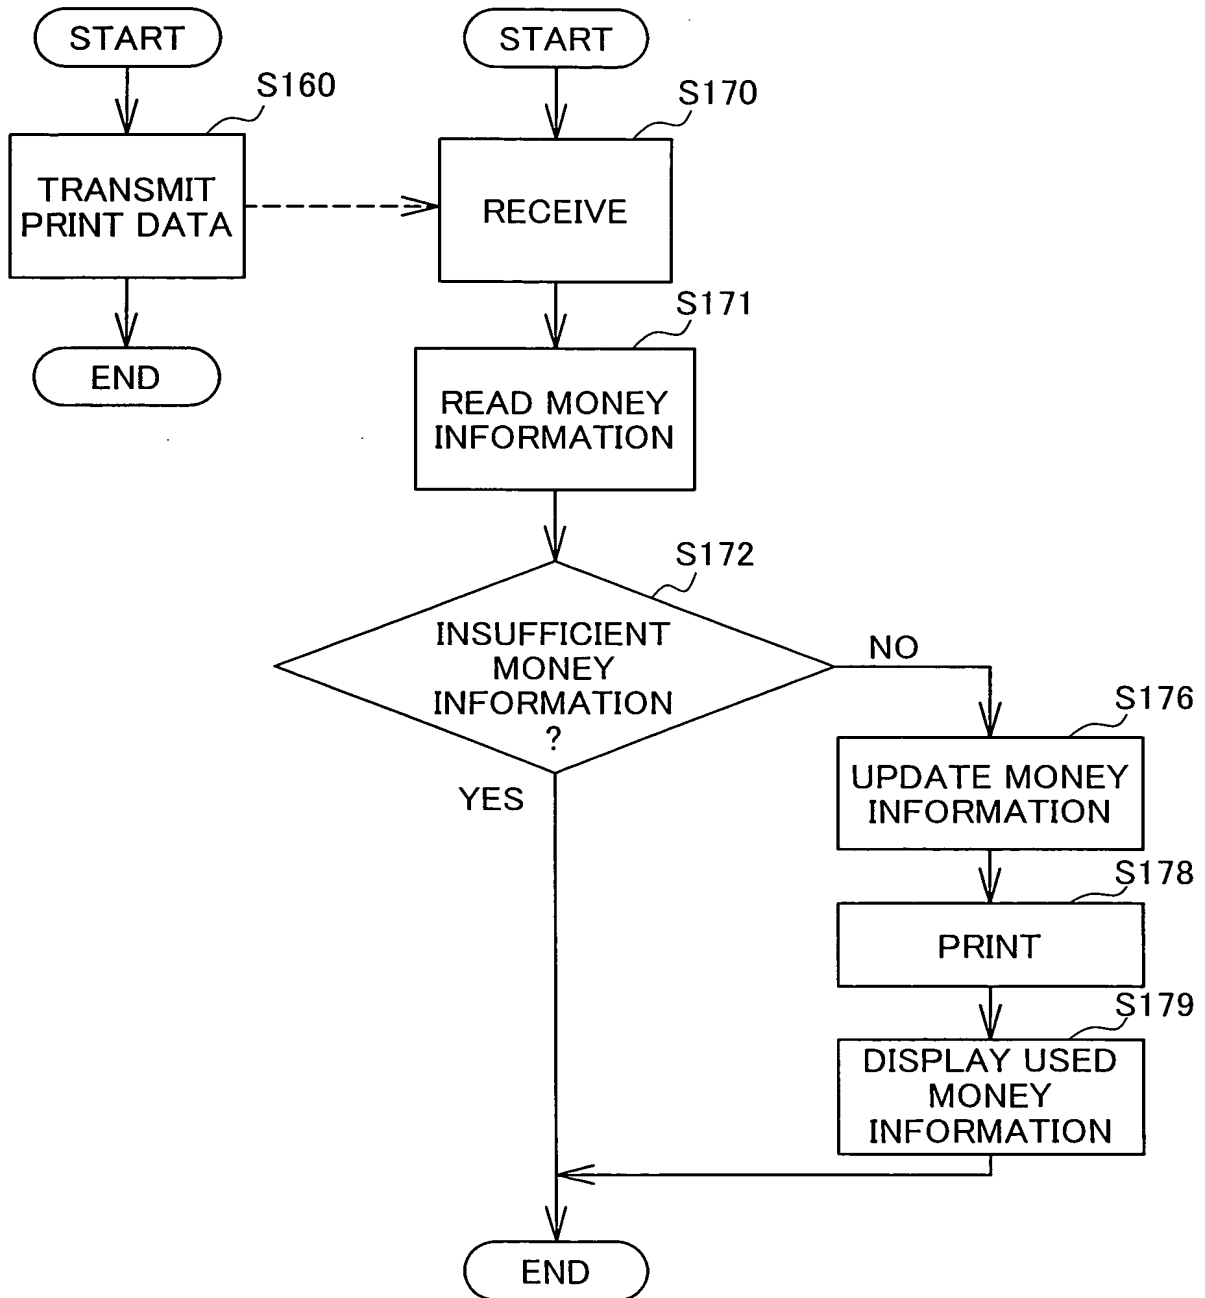 START
S160
TRANSMIT
PRINT DATA
END
START
S170
RECEIVE
S171
READ MONEY
INFORMATION
S172
INSUFFICIENT
MONEY
INFORMATION
?
NO
YES
S176
UPDATE MONEY
INFORMATION
S178
PRINT
S179
DISPLAY USED
MONEY
INFORMATION
END